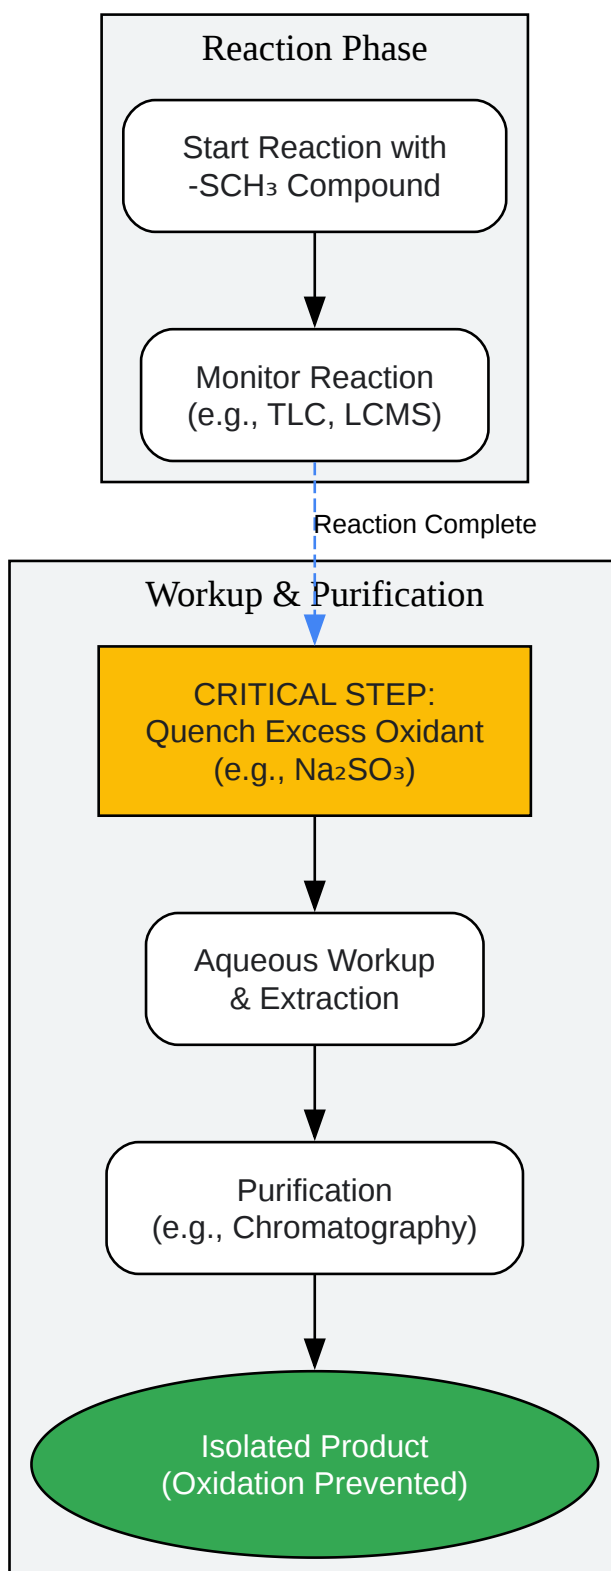 Reaction Phase
Start Reaction with
-SCH₃ Compound
Monitor Reaction
(e.g., TLC, LCMS)
Reaction Complete
Workup & Purification
CRITICAL STEP:
Quench Excess Oxidant
(e.g., Na₂SO₃)
Aqueous Workup
& Extraction
Purification
(e.g., Chromatography)
Isolated Product
(Oxidation Prevented)